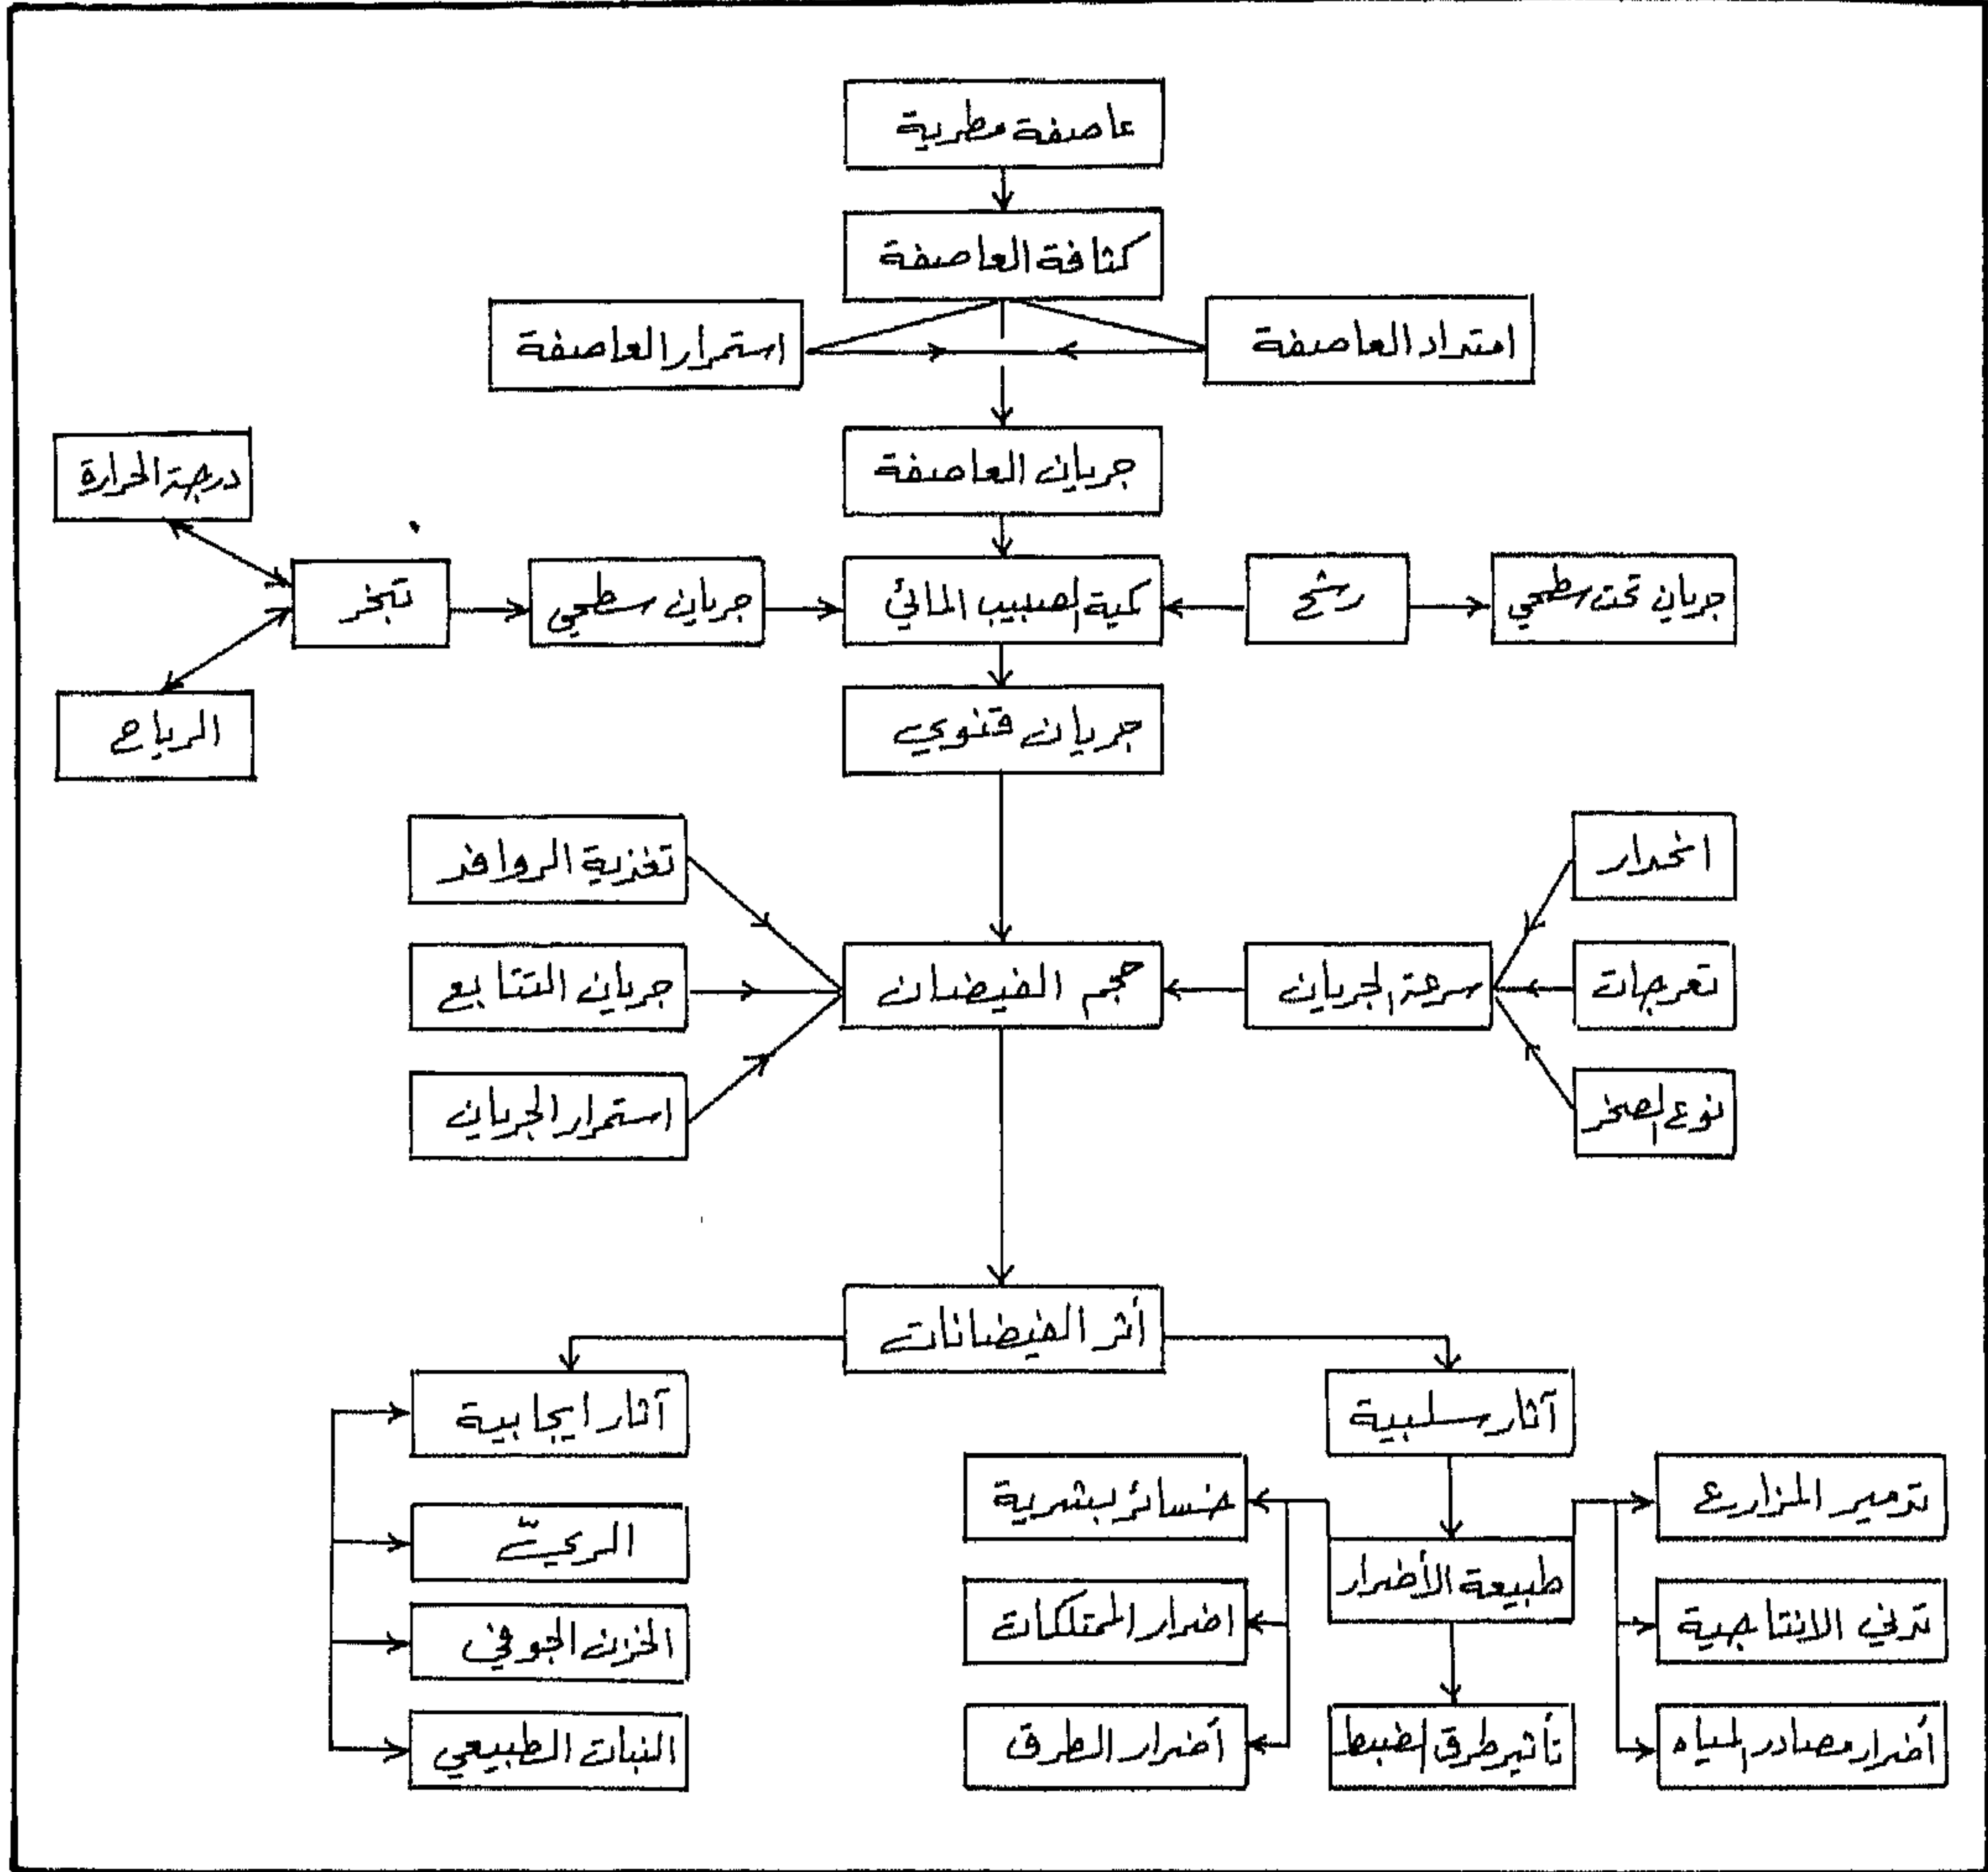 عاصفة مطرية
كثافة العاصفة
امتداد العاصفة
استمرار العاصفة
جريان العاصفة
درجة الحرارة
جريان تحت سطحي
رشح
كمية الصبيب المائي
جريان سطحي
تبخر
الرياح
جريان قنوي
انحدار
تغذية الروافد
تعرجات
سرعة الجريان
حجم الفيضان
جريان التتابع
نوع الصخر
استمرار الجريان
أثر الفيضانات
آثار سلبية
آثار ايجابية
تدمير المزارع
خسائر بشرية
الريّ
طبيعة الأضرار
تدني الانتاجية
اضرار الممتلكات
الخزن الجوفي
أضرار مصادر المياه
تأثير طرق الضبط
أضرار الطرق
النبات الطبيعي